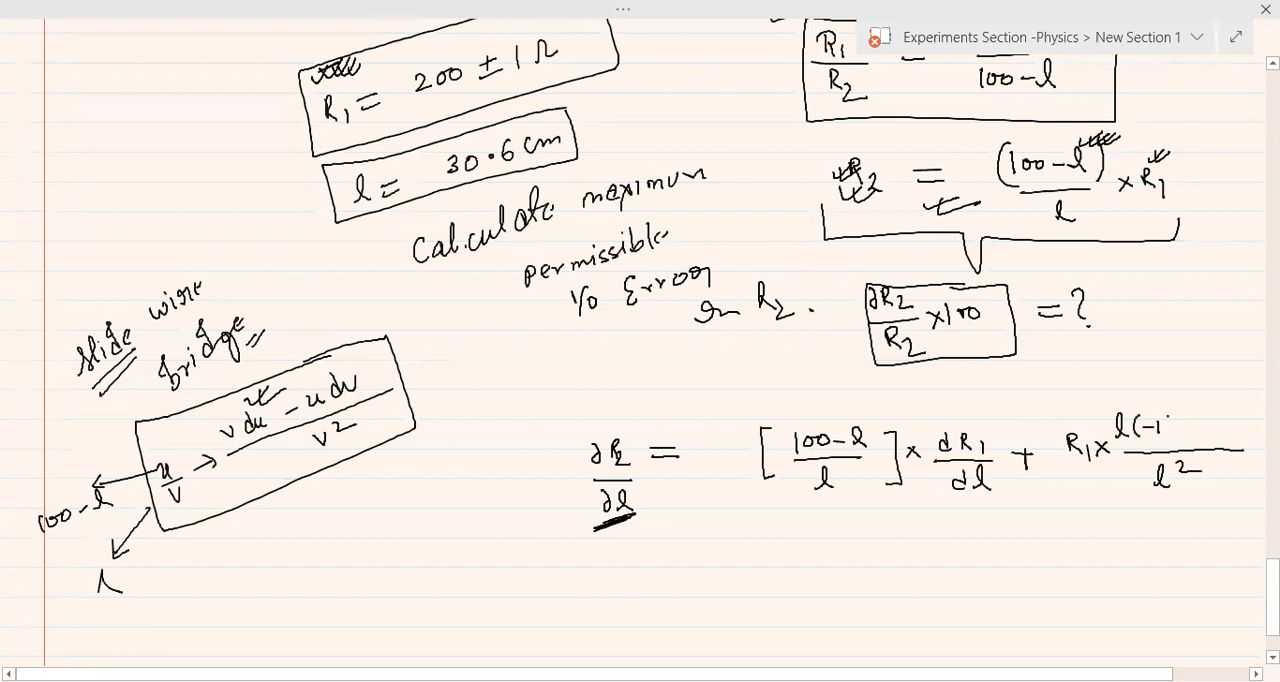 ...
Experiments Section -Physics > New Section 1
R₁ = 200 ± 1 Ω
l = 30.6 cm
Calculate maximum
permissible
% Error
In R₂.
R₁/R₂ = /100-l
R₂ = (100-l)/l × R₁
∂R₂/R₂ × 100 = ?
Slide wire
bridge
u/v → (v du - u dv)/v²
100-l
l
∂R₂/∂l = [100-l/l] × dR₁/dl + R₁ × l(-1)/l²